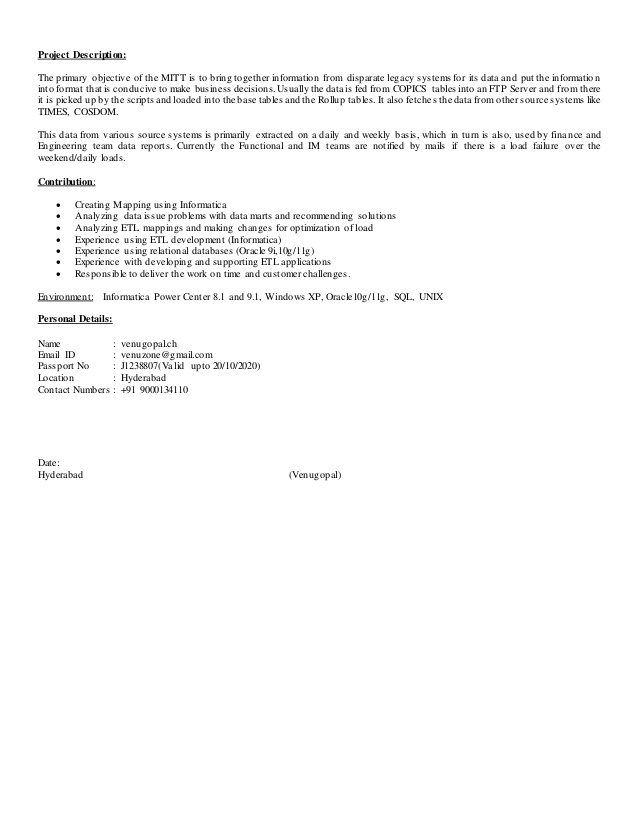 Project Description:
The primary objective of the MITT is to bring together information from disparate legacy systems for its data and put the information
into format that is conducive to make business decisions. Usually the data is fed from COPICS tables into an FTP Server and from there
it is picked up by the scripts and loaded into the base tables and the Rollup tables. It also fetches the data from other source systems like
TIMES, COSDOM.
This data from various source systems is primarily extracted on a daily and weekly basis, which in turn is also, used by finance and
Engineering team data reports. Currently the Functional and IM teams are notified by mails if there is a load failure over the
weekend/daily loads.
Contribution:
• Creating Mapping using Informatica
• Analyzing data issue problems with data marts and recommending solutions
• Analyzing ETL mappings and making changes for optimization of load
• Experience using ETL development (Informatica)
• Experience using relational databases (Oracle 9i,10g/11g)
• Experience with developing and supporting ETL applications
• Responsible to deliver the work on time and customer challenges.
Environment: Informatica Power Center 8.1 and 9.1, Windows XP, Oracle10g/11g, SQL, UNIX
Personal Details:
Name : venugopal.ch
Email ID : venuzone@gmail.com
Passport No : J1238807(Valid upto 20/10/2020)
Location : Hyderabad
Contact Numbers : +91 9000134110
Date:
Hyderabad (Venugopal)